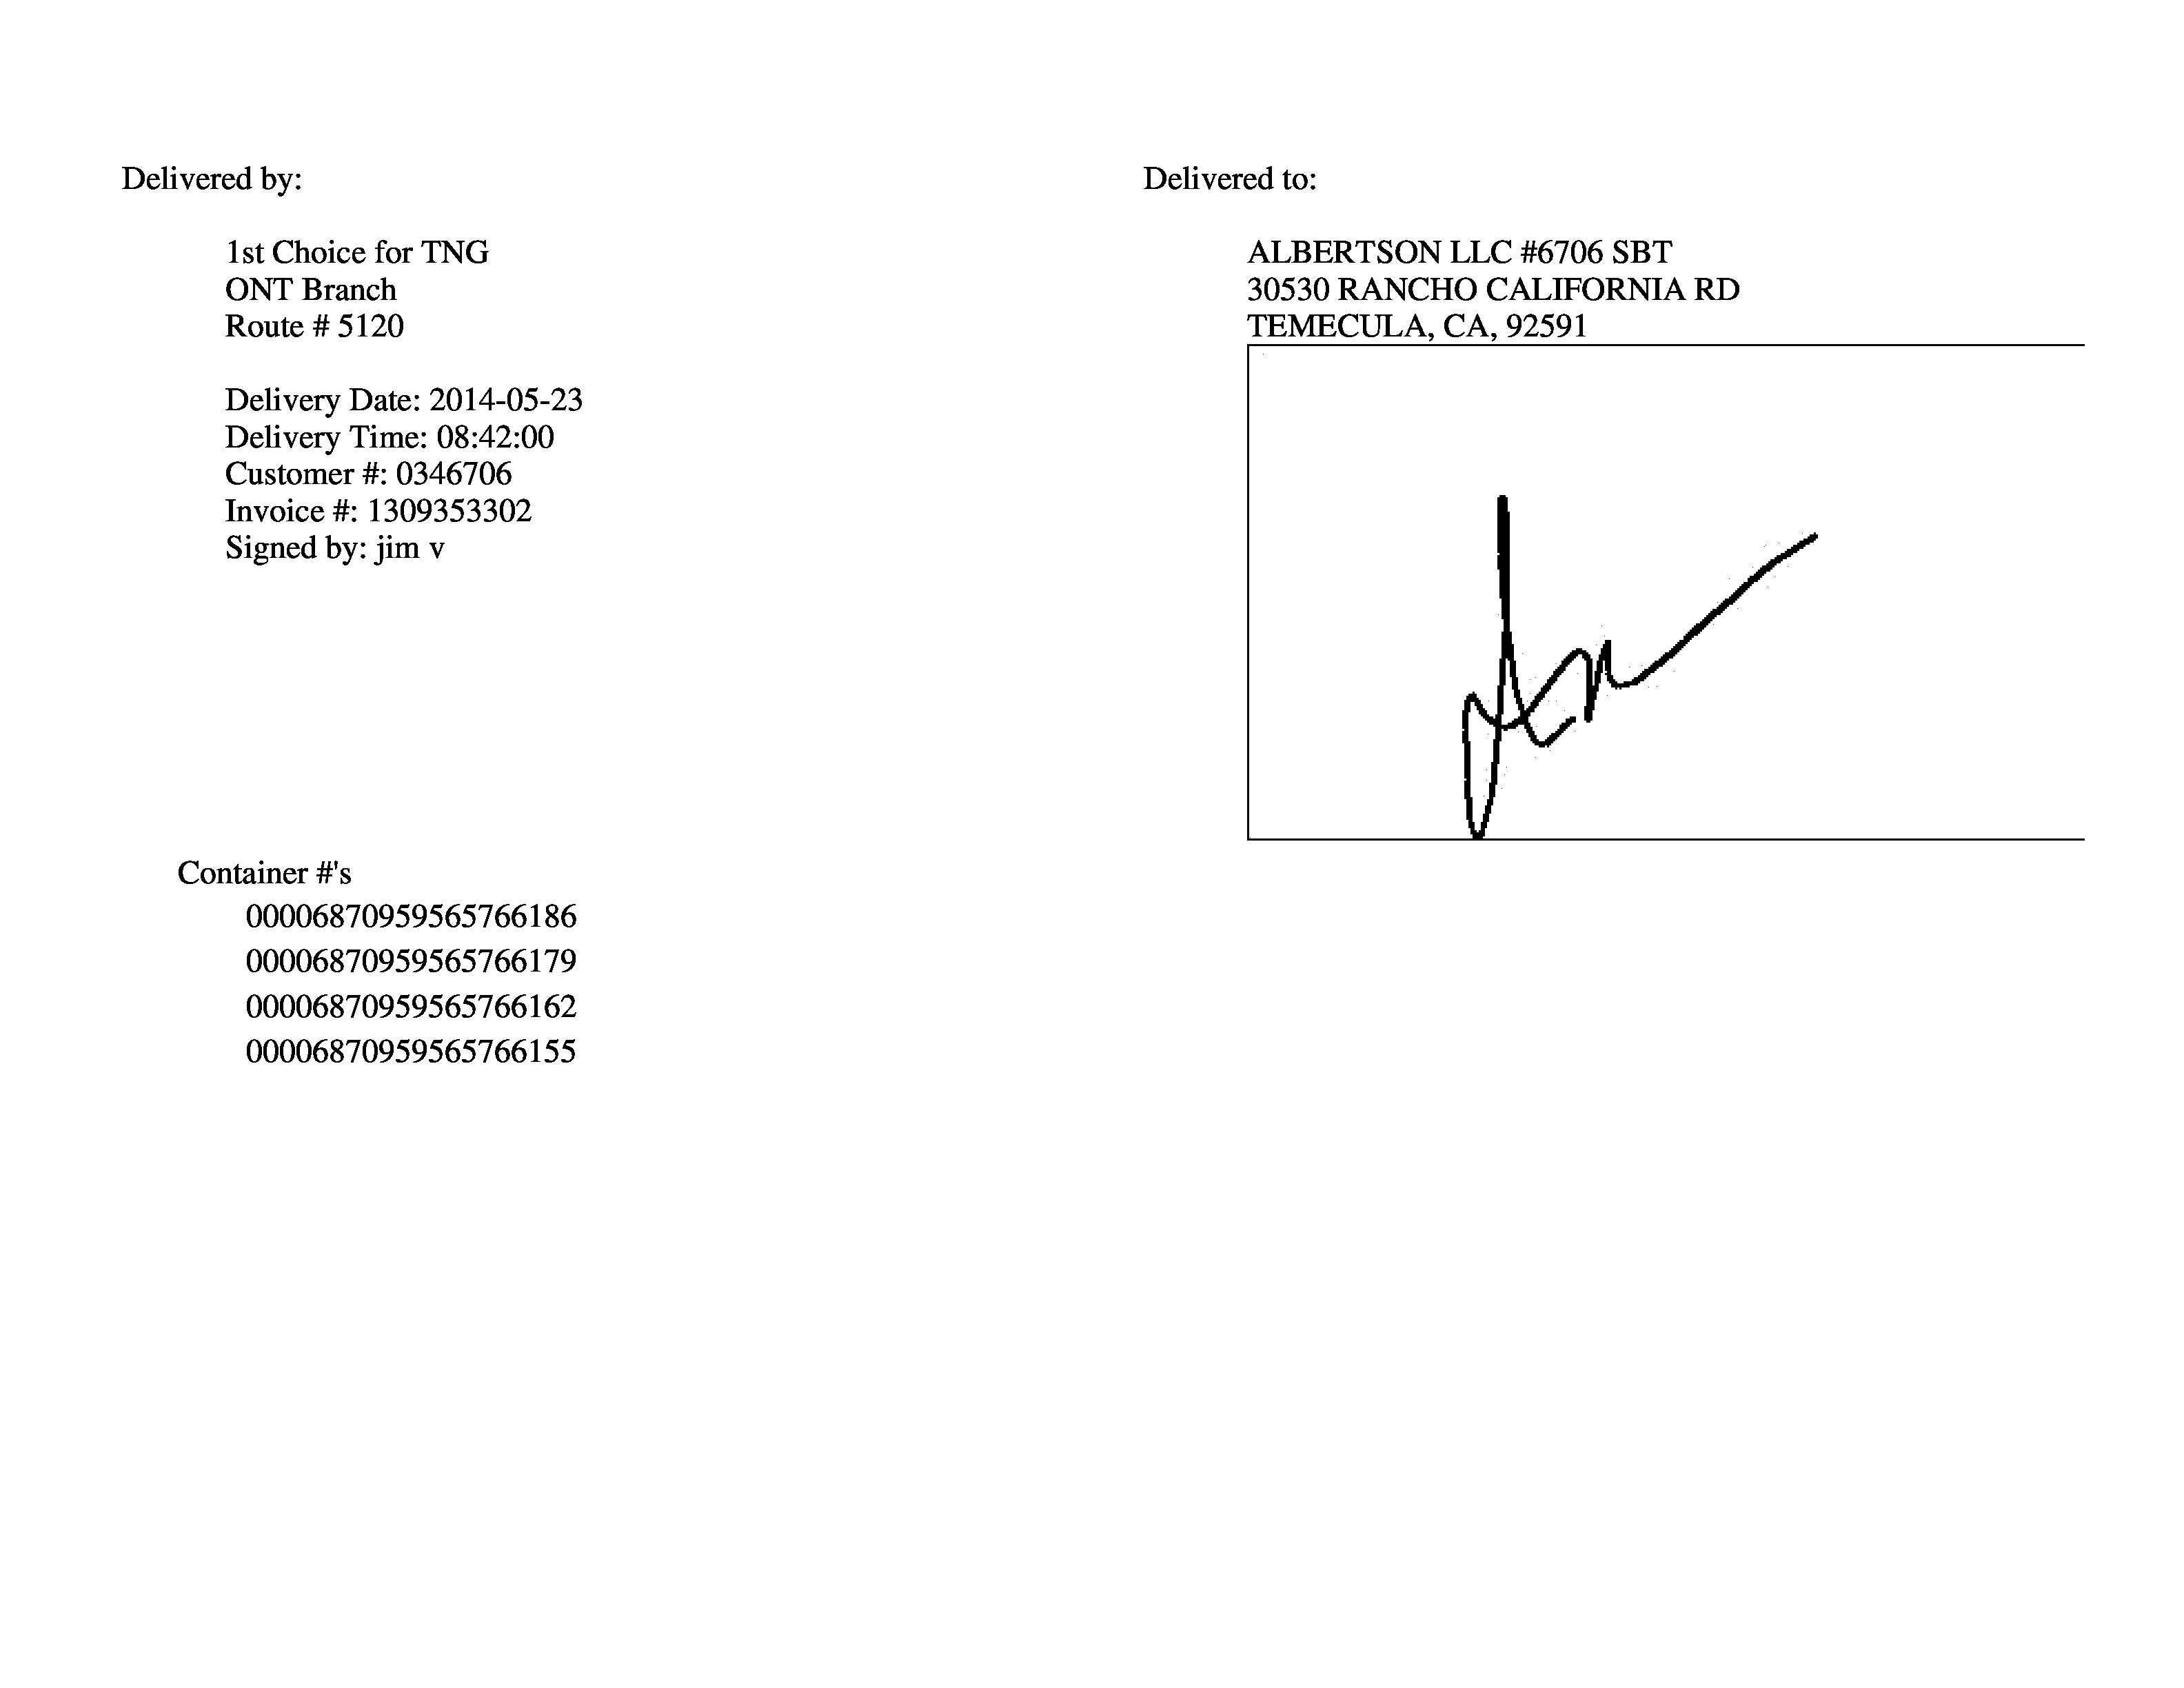 Delivered by:
1st Choice for TNG
ONT Branch
Route # 5120
Delivery Date: 2014-05-23
Delivery Time: 08:42:00
Customer #: 0346706
Invoice #: 1309353302
Signed by: jim v
Delivered to:
ALBERTSON LLC #6706 SBT
30530 RANCHO CALIFORNIA RD
TEMECULA, CA, 92591
Container #'s
00006870959565766186
00006870959565766179
00006870959565766162
00006870959565766155